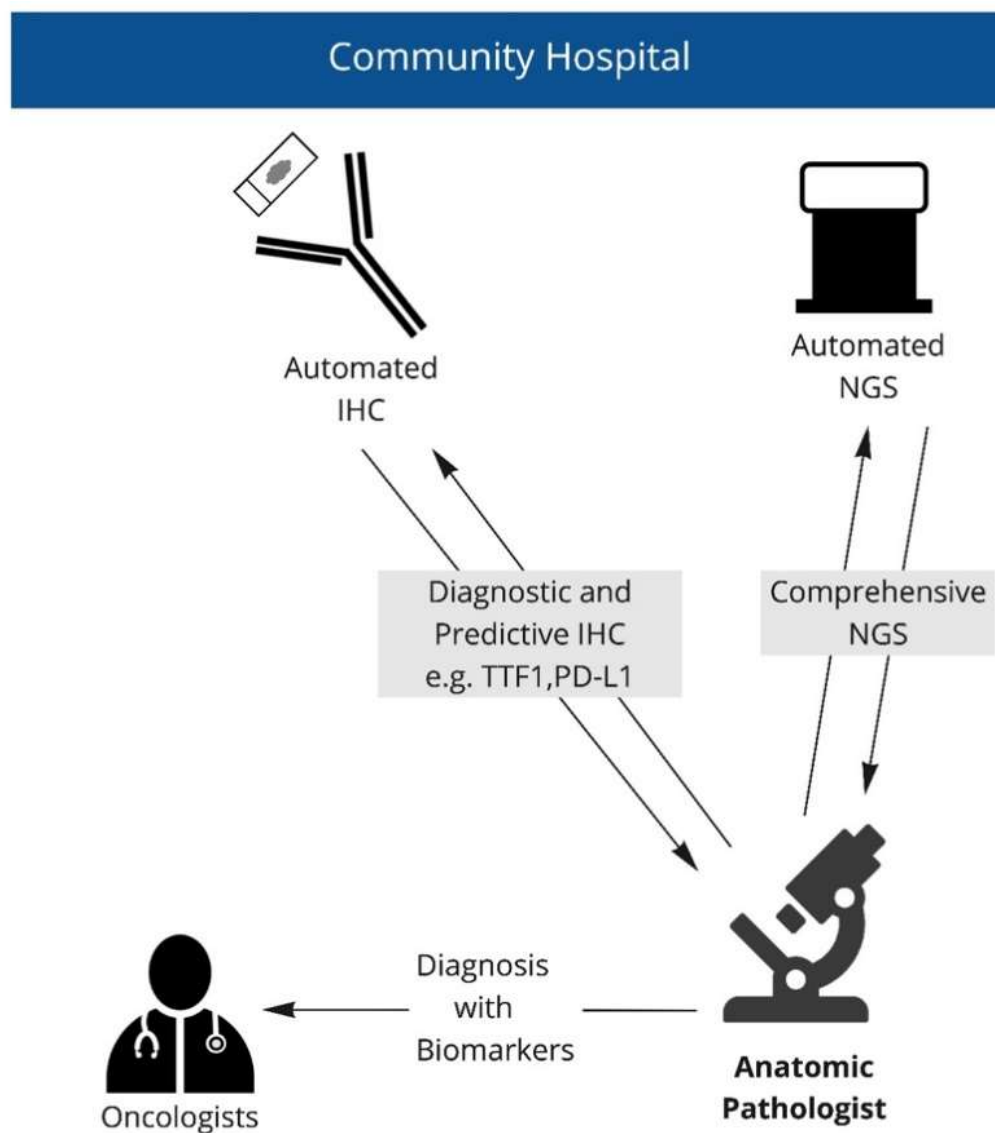 Community Hospital
Automated
IHC
Automated
NGS
Diagnostic and
Predictive IHC
e.g. TTF1,PD-L1
Comprehensive
NGS
Diagnosis
with
Biomarkers
Oncologists
Anatomic
Pathologist